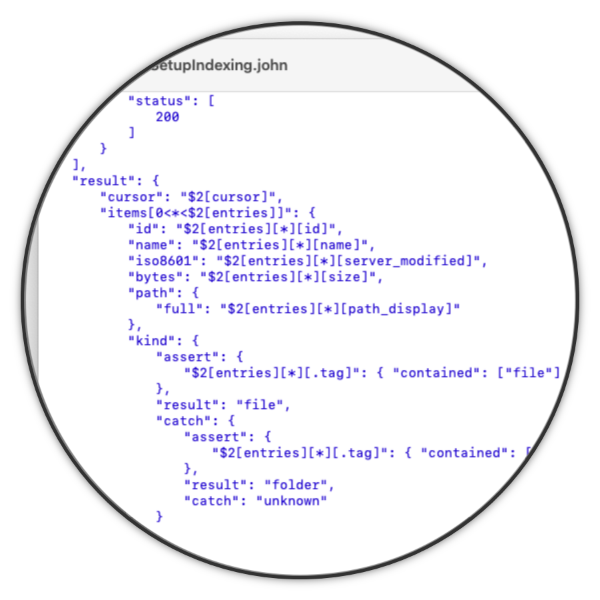 SetupIndexing.john
"status": [
200
]
}
],
"result": {
"cursor": "$2[cursor]",
"items[0<*<$2[entries]]": {
"id": "$2[entries][*][id]",
"name": "$2[entries][*][name]",
"iso8601": "$2[entries][*][server_modified]",
"bytes": "$2[entries][*][size]",
"path": {
"full": "$2[entries][*][path_display]"
},
"kind": {
"assert": {
"$2[entries][*][.tag]": { "contained": ["file"]
},
"result": "file",
"catch": {
"assert": {
"$2[entries][*][.tag]": { "contained": [
},
"result": "folder",
"catch": "unknown"
}